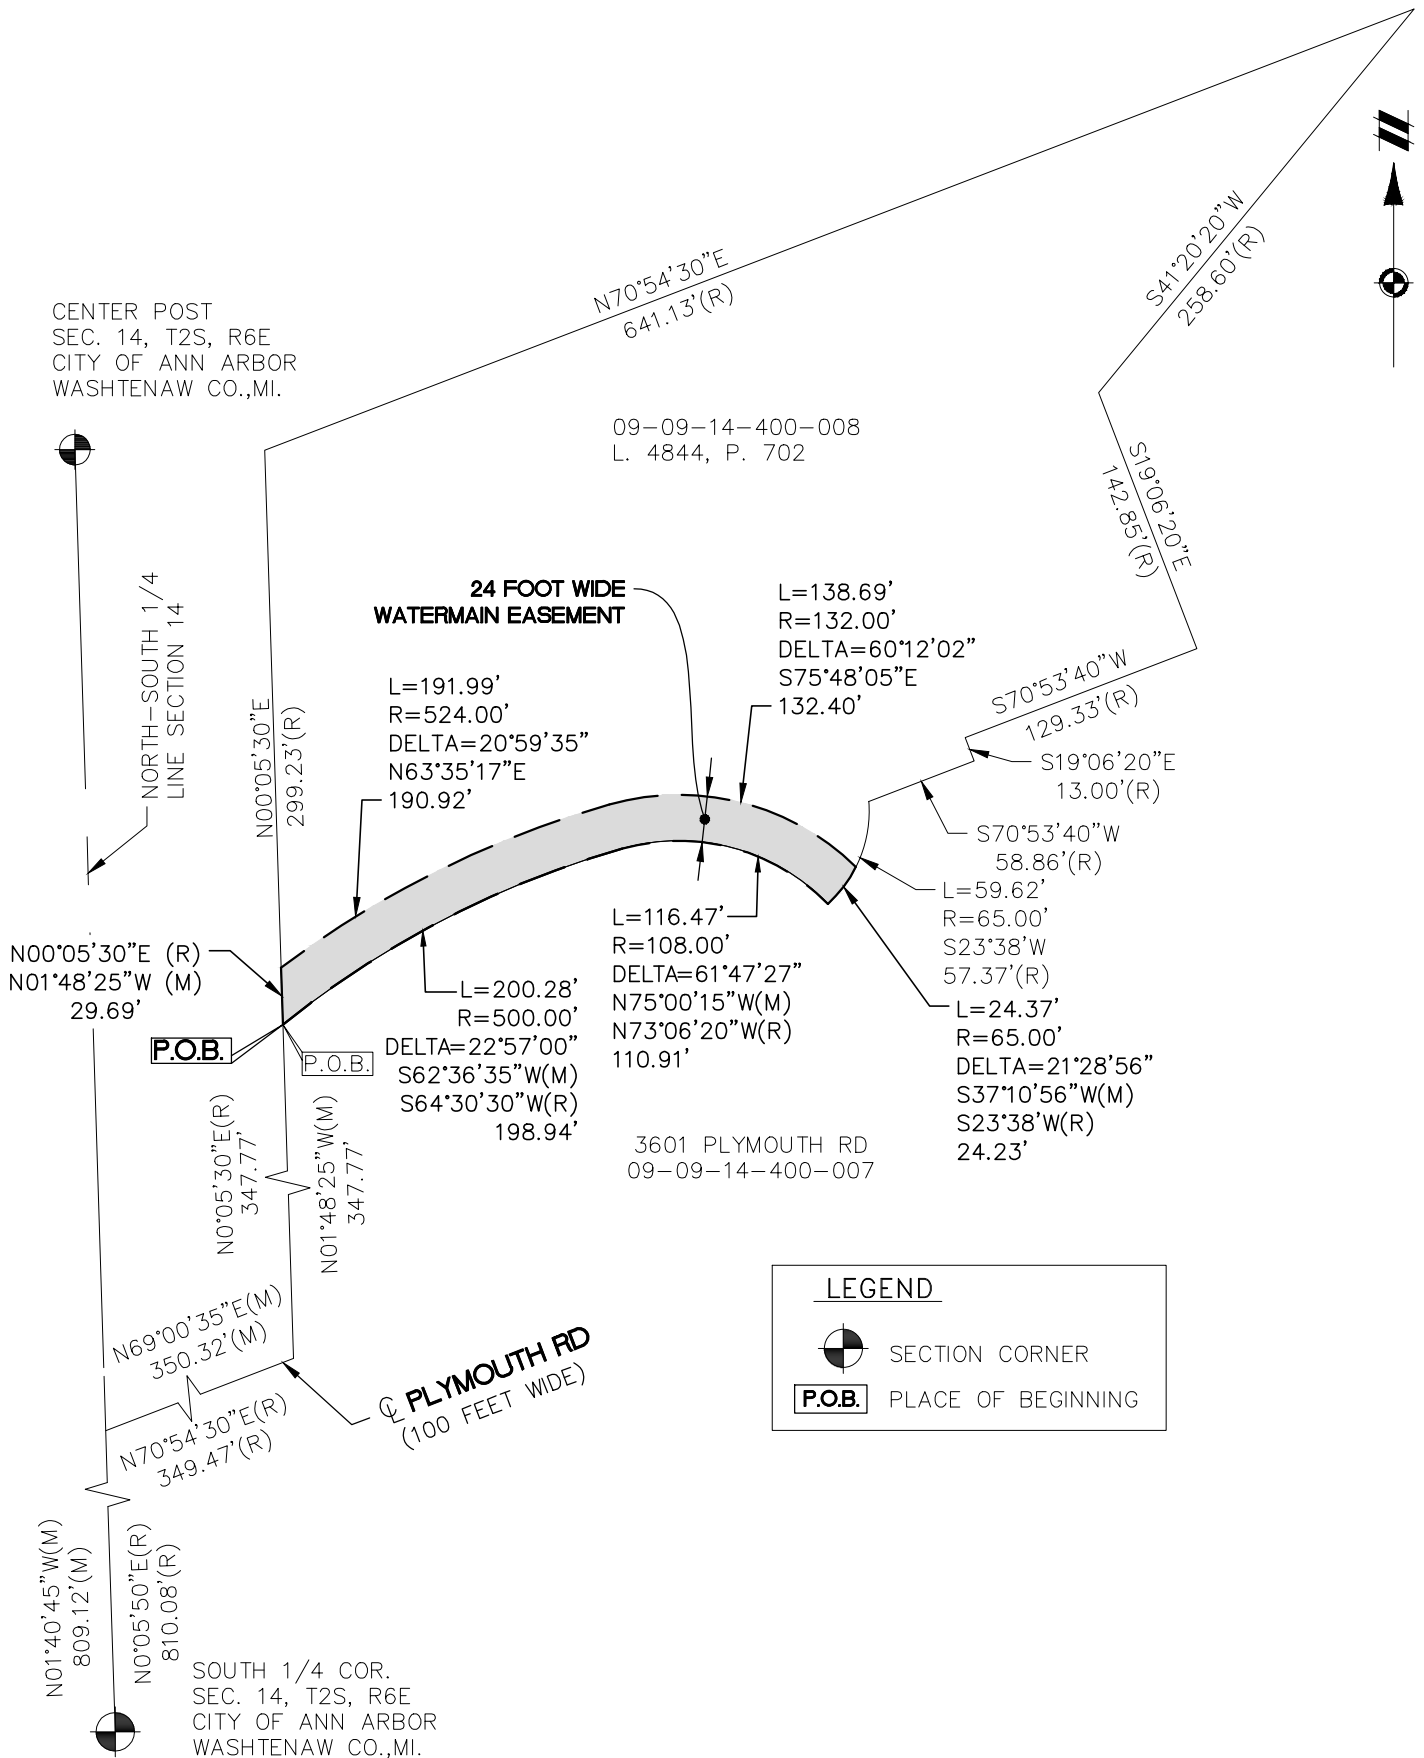 N70°54'30"E
641.13'(R)
S41°20'20"W
258.60'(R)
CENTER POST
SEC. 14, T2S, R6E
CITY OF ANN ARBOR
WASHTENAW CO.,MI.
09-09-14-400-008
L. 4844, P. 702
S19°06'20"E
142.85'(R)
NORTH-SOUTH 1/4
LINE SECTION 14
24 FOOT WIDE
WATERMAIN EASEMENT
L=138.69'
R=132.00'
DELTA=60°12'02"
S75°48'05"E
132.40'
N00°05'30"E
299.23'(R)
L=191.99'
R=524.00'
DELTA=20°59'35"
N63°35'17"E
190.92'
S70°53'40"W
129.33'(R)
S19°06'20"E
13.00'(R)
S70°53'40"W
58.86'(R)
L=59.62'
R=65.00'
S23°38'W
57.37'(R)
N00°05'30"E (R)
N01°48'25"W (M)
29.69'
P.O.B.
P.O.B.
L=200.28'
R=500.00'
DELTA=22°57'00"
S62°36'35"W(M)
S64°30'30"W(R)
198.94'
L=116.47'
R=108.00'
DELTA=61°47'27"
N75°00'15"W(M)
N73°06'20"W(R)
110.91'
L=24.37'
R=65.00'
DELTA=21°28'56"
S37°10'56"W(M)
S23°38'W(R)
24.23'
3601 PLYMOUTH RD
09-09-14-400-007
N0°05'30"E(R)
347.77'
N01°48'25"W(M)
347.77'
N69°00'35"E(M)
350.32'(M)
N70°54'30"E(R)
349.47'(R)
℄ PLYMOUTH RD
(100 FEET WIDE)
LEGEND
SECTION CORNER
P.O.B. PLACE OF BEGINNING
N01°40'45"W(M)
809.12'(M)
N0°05'50"E(R)
810.08'(R)
SOUTH 1/4 COR.
SEC. 14, T2S, R6E
CITY OF ANN ARBOR
WASHTENAW CO.,MI.